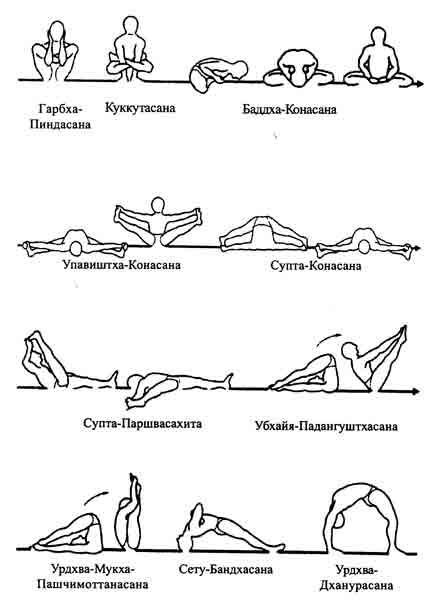 Гарбха-
Пиндасана
Куккутасана
Баддха-Конасана
Упавиштха-Конасана
Супта-Конасана
Супта-Паршвасахита
Убхайя-Падангуштхасана
Урдхва-Мукха-
Пашчимоттанасана
Сету-Бандхасана
Урдхва-
Дханурасана